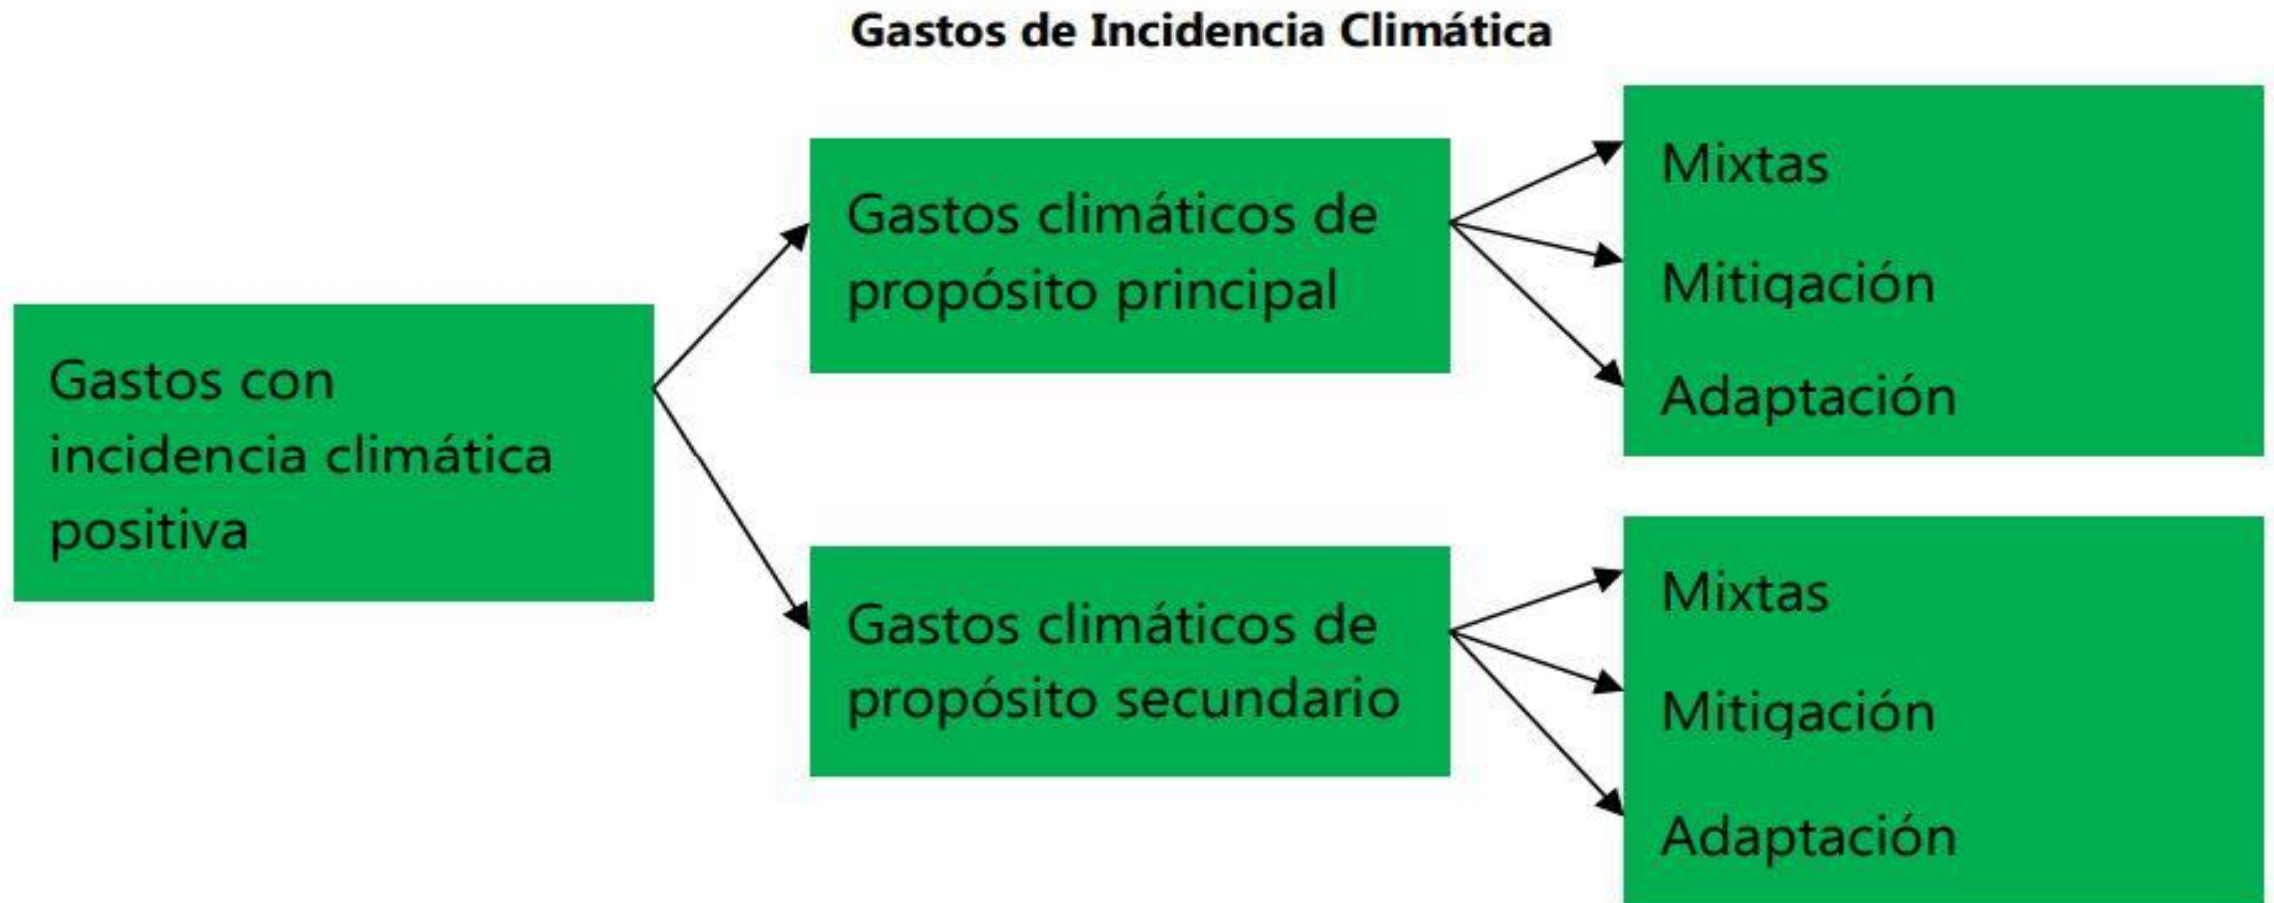 Gastos de Incidencia Climática
Gastos con
incidencia climática
positiva
Gastos climáticos de
propósito principal
Mixtas
Mitigación
Adaptación
Gastos climáticos de
propósito secundario
Mixtas
Mitigación
Adaptación